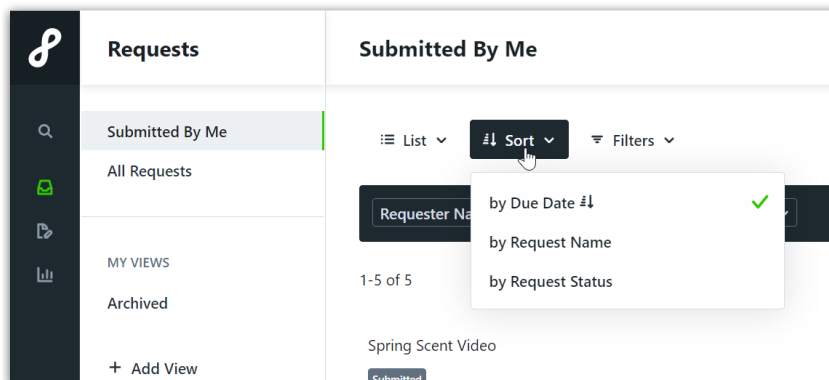 Requests
Submitted By Me
Submitted By Me
All Requests
MY VIEWS
Archived
+ Add View
List
Sort
Filters
Requester
by Due Date
by Request Name
by Request Status
1-5 of 5
Spring Scent Video
Submitted